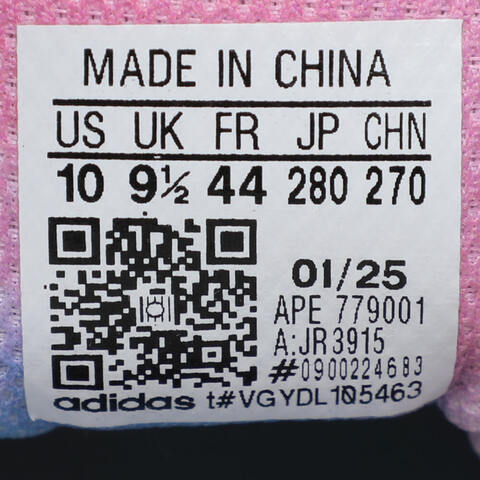 MADE IN CHINA
US UK FR JP CHN
10 9½ 44 280 270
01/25
APE 779001
A:JR3915
#0900224683
adidas t#VGYDL105463